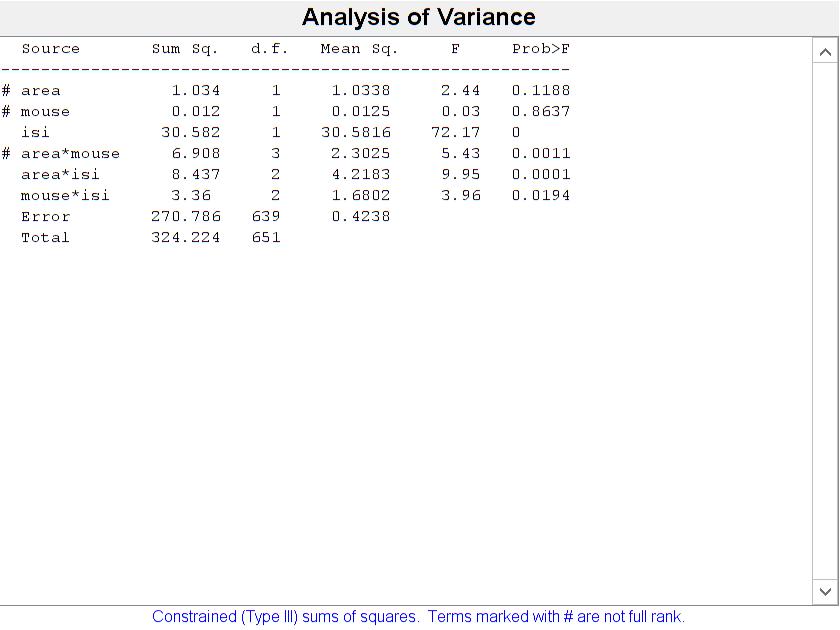 Analysis of Variance
Source Sum Sq. d.f. Mean Sq. F Prob>F
---------------------------------------------------------
# area 1.034 1 1.0338 2.44 0.1188
# mouse 0.012 1 0.0125 0.03 0.8637
isi 30.582 1 30.5816 72.17 0
# area*mouse 6.908 3 2.3025 5.43 0.0011
area*isi 8.437 2 4.2183 9.95 0.0001
mouse*isi 3.36 2 1.6802 3.96 0.0194
Error 270.786 639 0.4238
Total 324.224 651
Constrained (Type III) sums of squares. Terms marked with # are not full rank.